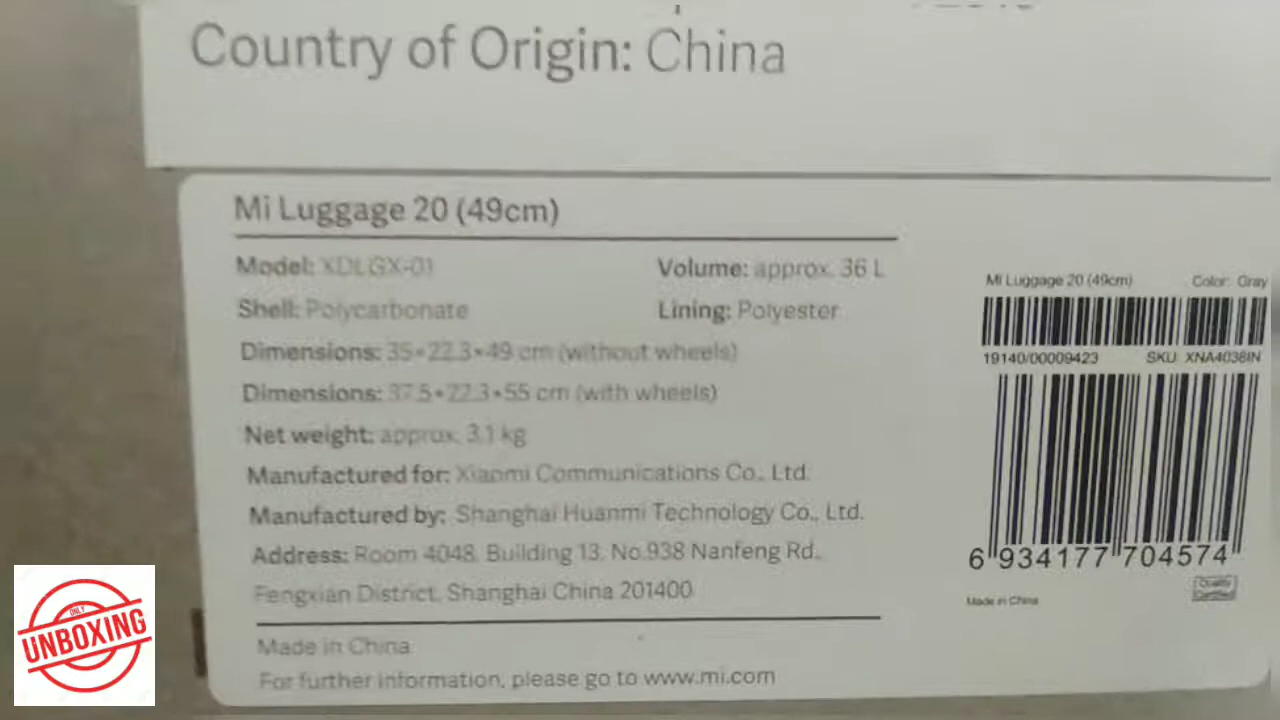 Country of Origin: China
Mi Luggage 20 (49cm)
Model: XDLGX-01
Volume: approx. 36 L
Shell: Polycarbonate
Lining: Polyester
Dimensions: 35*22.3*49 cm (without wheels)
Dimensions: 37.5*22.3*55 cm (with wheels)
Net weight: approx. 3.1 kg
Manufactured for: Xiaomi Communications Co., Ltd.
Manufactured by: Shanghai Huanmi Technology Co., Ltd.
Address: Room 4048, Building 13, No.938 Nanfeng Rd.,
Fengxian District, Shanghai China 201400
Made in China
For further information, please go to www.mi.com
Mi Luggage 20 (49cm) Color: Gray
19140/00009423 SKU: XNA4038IN
6 934177 704574
Made in China
Quality
Certified
ONLY
UNBOXING